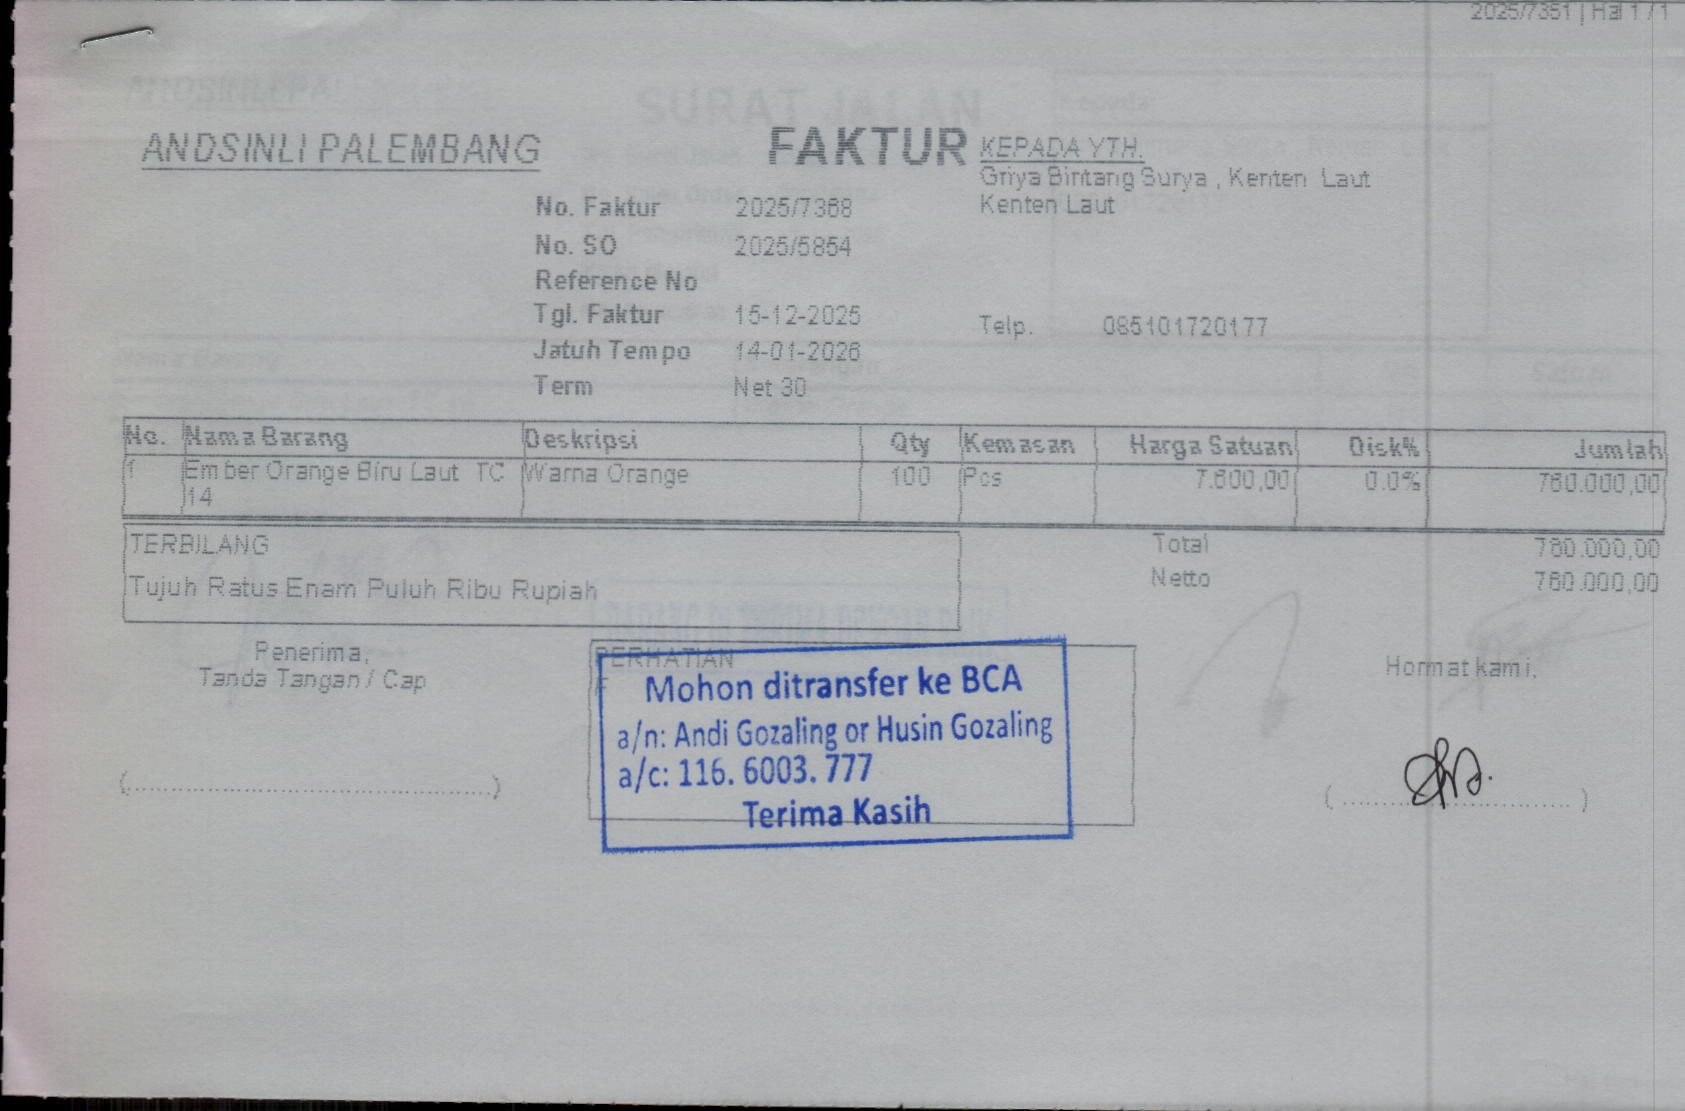 2025/7351 | Hal 1 / 1
SURAT JALAN
ANDSINLI PALEMBANG
FAKTUR
KEPADA YTH.
Griya Bintang Surya , Kenten Laut
Kenten Laut
No. Faktur 2025/7368
No. SO 2025/5854
Reference No
Tgl. Faktur 15-12-2025
Telp. 085101720177
Jatuh Tempo 14-01-2026
Term Net 30
No. Nama Barang Deskripsi Qty Kemasan Harga Satuan Disk% Jumlah
1 Ember Orange Biru Laut TC Warna Orange 100 Pcs 7.600,00 0.0% 760.000,00
14
TERBILANG
Total 760.000,00
Tujuh Ratus Enam Puluh Ribu Rupiah
Netto 760.000,00
Penerima,
Tanda Tangan / Cap
PERHATIAN
Mohon ditransfer ke BCA
a/n: Andi Gozaling or Husin Gozaling
a/c: 116. 6003. 777
Terima Kasih
Hormat kami,